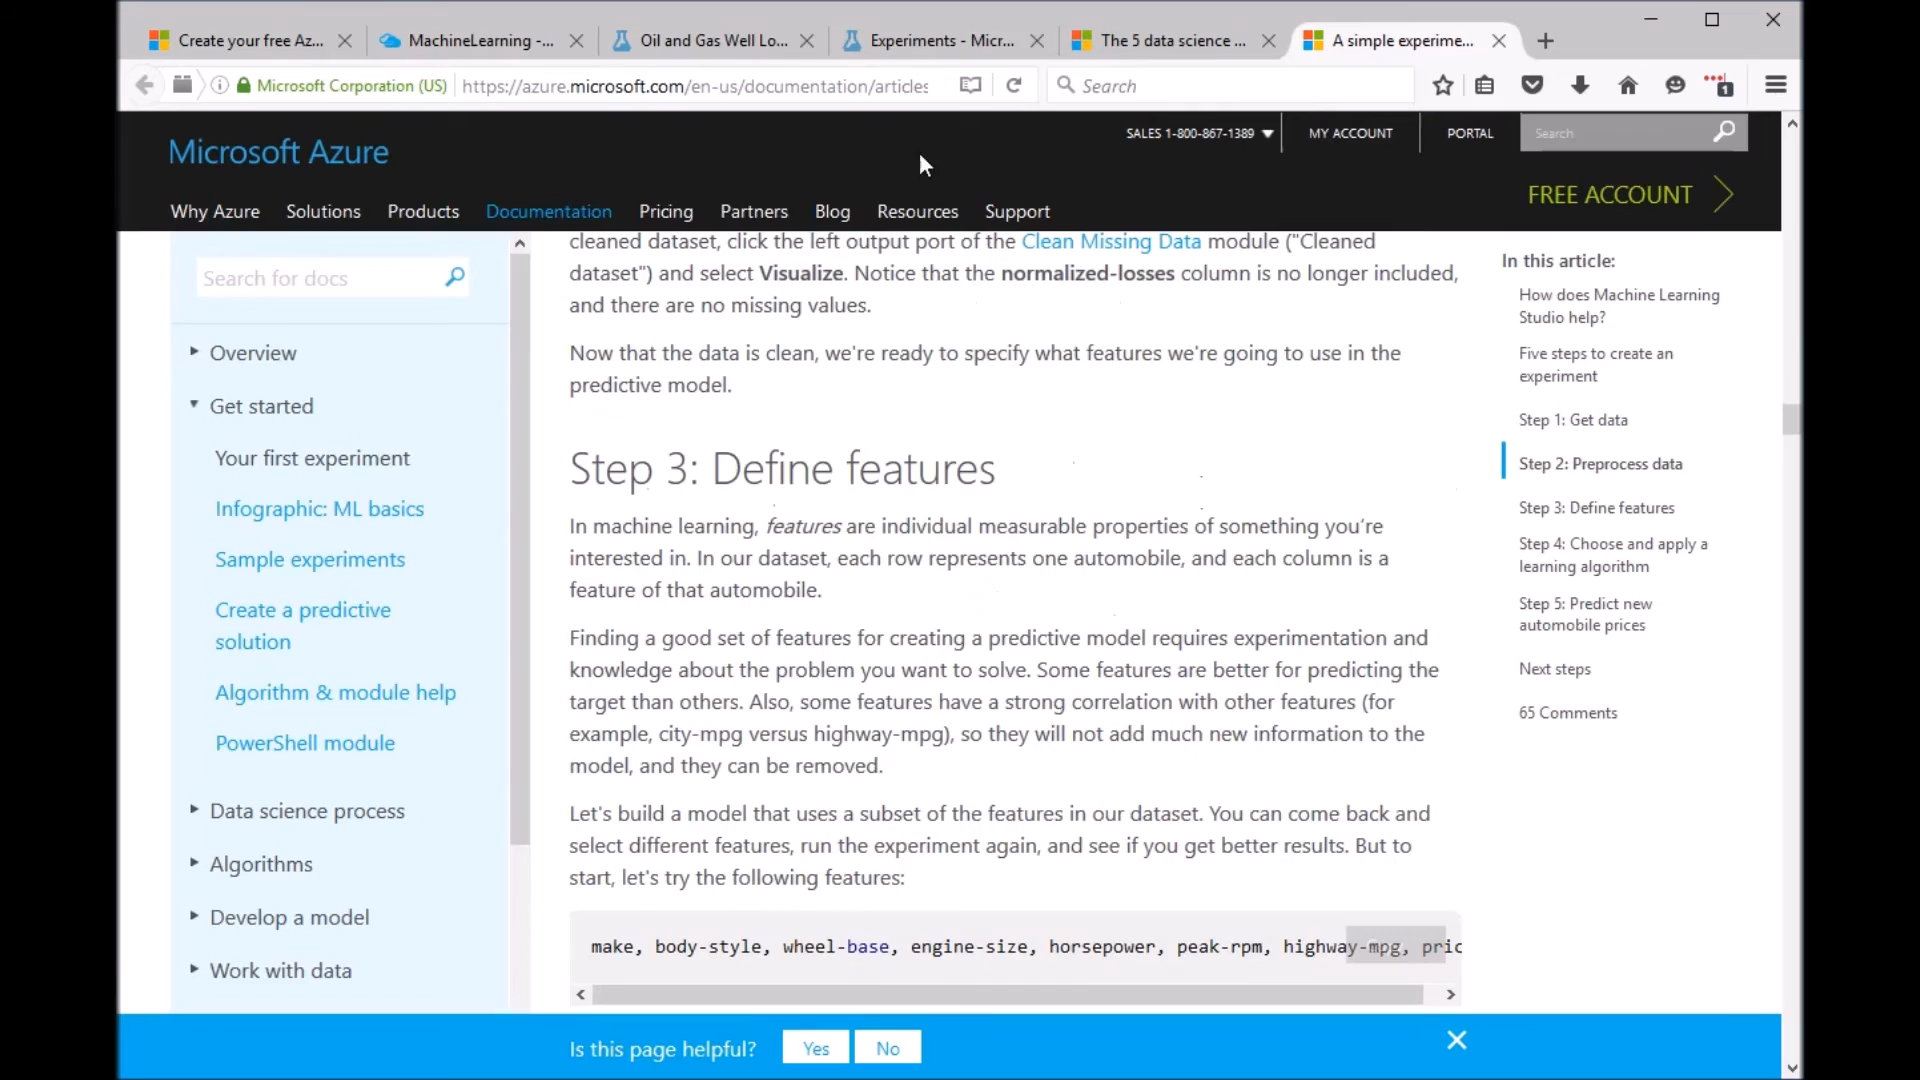 Create your free Az...
MachineLearning -...
Oil and Gas Well Lo...
Experiments - Micr...
The 5 data science ...
A simple experime...
Microsoft Corporation (US)
https://azure.microsoft.com/en-us/documentation/articles
Search
1
Microsoft Azure
SALES 1-800-867-1389
MY ACCOUNT
PORTAL
Search
FREE ACCOUNT
Why Azure
Solutions
Products
Documentation
Pricing
Partners
Blog
Resources
Support
Search for docs
Overview
Get started
Your first experiment
Infographic: ML basics
Sample experiments
Create a predictive
solution
Algorithm & module help
PowerShell module
Data science process
Algorithms
Develop a model
Work with data
cleaned dataset, click the left output port of the Clean Missing Data module ("Cleaned
dataset") and select Visualize. Notice that the normalized-losses column is no longer included,
and there are no missing values.
Now that the data is clean, we're ready to specify what features we're going to use in the
predictive model.
Step 3: Define features
In machine learning, features are individual measurable properties of something you're
interested in. In our dataset, each row represents one automobile, and each column is a
feature of that automobile.
Finding a good set of features for creating a predictive model requires experimentation and
knowledge about the problem you want to solve. Some features are better for predicting the
target than others. Also, some features have a strong correlation with other features (for
example, city-mpg versus highway-mpg), so they will not add much new information to the
model, and they can be removed.
Let's build a model that uses a subset of the features in our dataset. You can come back and
select different features, run the experiment again, and see if you get better results. But to
start, let's try the following features:
make, body-style, wheel-base, engine-size, horsepower, peak-rpm, highway-mpg, pric
In this article:
How does Machine Learning
Studio help?
Five steps to create an
experiment
Step 1: Get data
Step 2: Preprocess data
Step 3: Define features
Step 4: Choose and apply a
learning algorithm
Step 5: Predict new
automobile prices
Next steps
65 Comments
Is this page helpful?
Yes
No